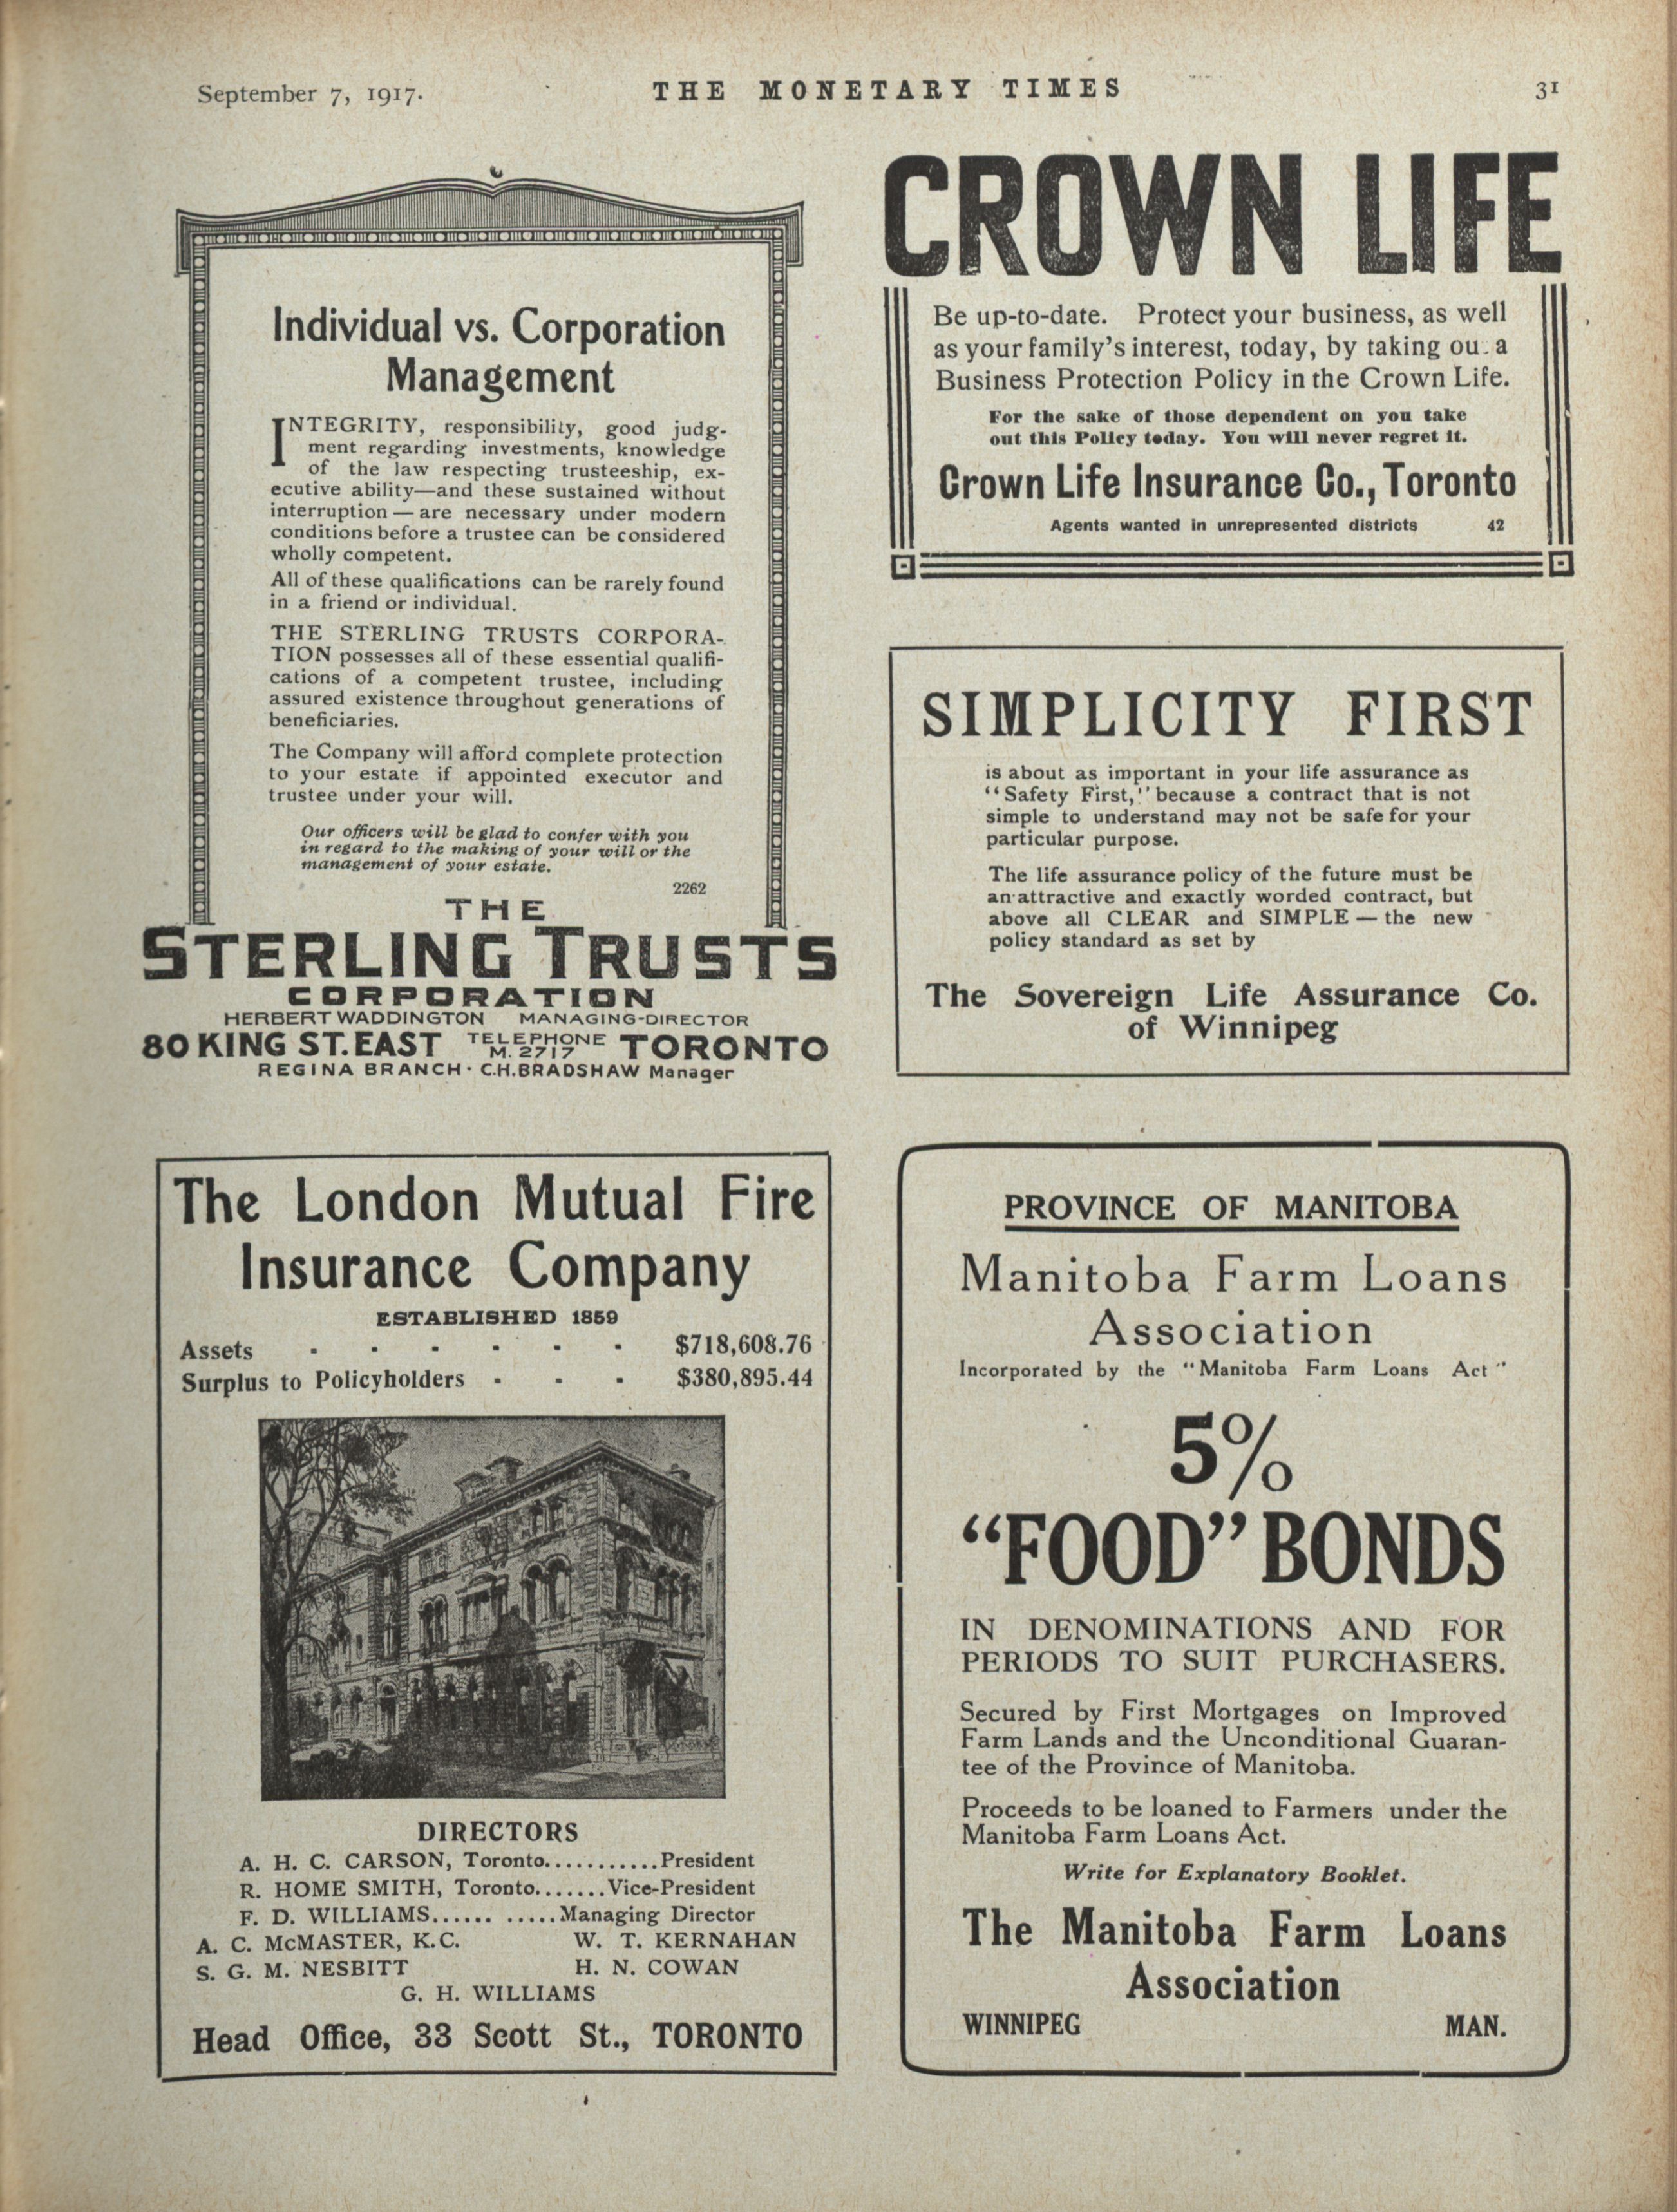 September 7, 1917.
THE MONETARY TIMES
31
Individual vs. Corporation
Management
INTEGRITY, responsibility, good judg-
ment regarding investments, knowledge
of the law respecting trusteeship, ex-
ecutive ability—and these sustained without
interruption — are necessary under modern
conditions before a trustee can be considered
wholly competent.
All of these qualifications can be rarely found
in a friend or individual.
THE STERLING TRUSTS CORPORA-
TION possesses all of these essential qualifi-
cations of a competent trustee, including
assured existence throughout generations of
beneficiaries.
The Company will afford complete protection
to your estate if appointed executor and
trustee under your will.
Our officers will be glad to confer with you
in regard to the making of your will or the
management of your estate.
2262
THE
STERLING TRUSTS
CORPORATION
HERBERT WADDINGTON MANAGING-DIRECTOR
80 KING ST. EAST TELEPHONE M. 2717 TORONTO
REGINA BRANCH · C.H. BRADSHAW Manager
CROWN LIFE
Be up-to-date. Protect your business, as well
as your family's interest, today, by taking ou. a
Business Protection Policy in the Crown Life.
For the sake of those dependent on you take
out this Policy today. You will never regret it.
Crown Life Insurance Co., Toronto
Agents wanted in unrepresented districts 42
SIMPLICITY FIRST
is about as important in your life assurance as
"Safety First," because a contract that is not
simple to understand may not be safe for your
particular purpose.
The life assurance policy of the future must be
an attractive and exactly worded contract, but
above all CLEAR and SIMPLE — the new
policy standard as set by
The Sovereign Life Assurance Co.
of Winnipeg
The London Mutual Fire
Insurance Company
ESTABLISHED 1859
Assets - - - - - - $718,608.76
Surplus to Policyholders - - - $380,895.44
DIRECTORS
A. H. C. CARSON, Toronto...........President
R. HOME SMITH, Toronto.......Vice-President
F. D. WILLIAMS...... .....Managing Director
A. C. McMASTER, K.C. W. T. KERNAHAN
S. G. M. NESBITT H. N. COWAN
G. H. WILLIAMS
Head Office, 33 Scott St., TORONTO
PROVINCE OF MANITOBA
Manitoba Farm Loans
Association
Incorporated by the "Manitoba Farm Loans Act"
5%
"FOOD" BONDS
IN DENOMINATIONS AND FOR
PERIODS TO SUIT PURCHASERS.
Secured by First Mortgages on Improved
Farm Lands and the Unconditional Guaran-
tee of the Province of Manitoba.
Proceeds to be loaned to Farmers under the
Manitoba Farm Loans Act.
Write for Explanatory Booklet.
The Manitoba Farm Loans
Association
WINNIPEG MAN.